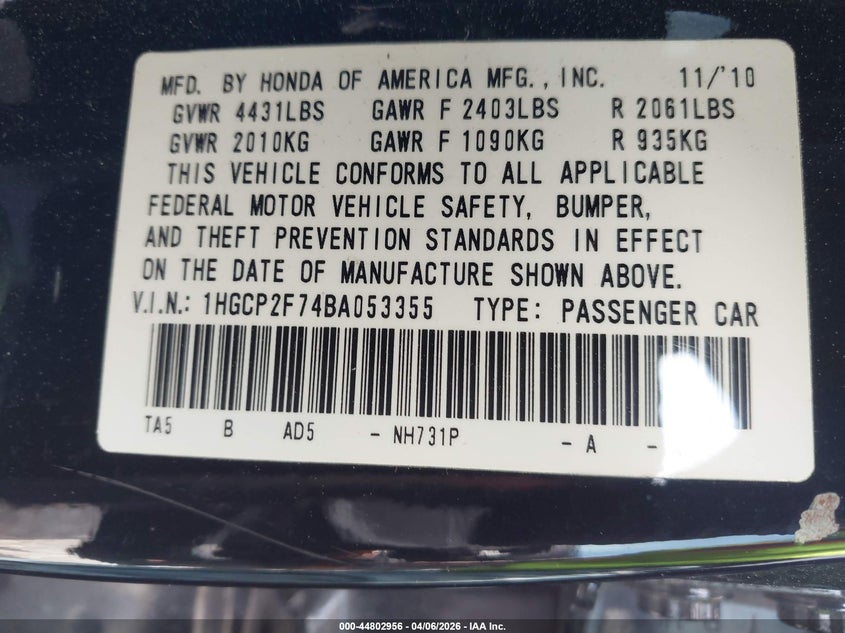 MFD. BY HONDA OF AMERICA MFG., INC. 11/'10
GVWR 4431LBS GAWR F 2403LBS R 2061LBS
GVWR 2010KG GAWR F 1090KG R 935KG
THIS VEHICLE CONFORMS TO ALL APPLICABLE
FEDERAL MOTOR VEHICLE SAFETY, BUMPER,
AND THEFT PREVENTION STANDARDS IN EFFECT
ON THE DATE OF MANUFACTURE SHOWN ABOVE.
V.I.N.: 1HGCP2F74BA053355 TYPE: PASSENGER CAR
TA5 B AD5 - NH731P - A -
000-44802956 - 04/06/2026 - IAA Inc.